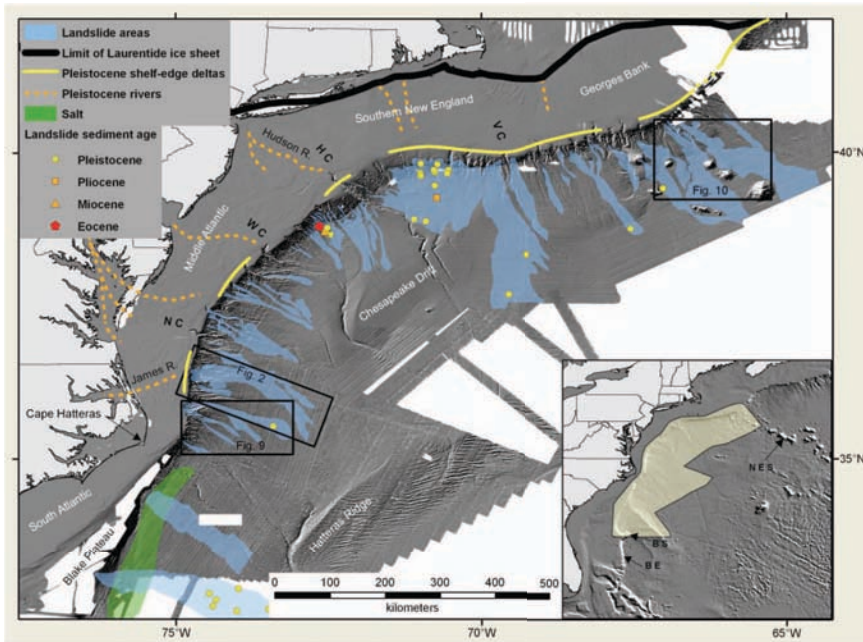 Landslide areas
Limit of Laurentide ice sheet
Pleistocene shelf-edge deltas
Pleistocene rivers
Salt
Landslide sediment age
Pleistocene
Pliocene
Miocene
Eocene
Georges Bank
Southern New England
V C
Hudson R.
H C
40°N
Fig. 10
W C
Middle Atlantic
Chesapeake Drift
N C
James R.
Fig. 2
Cape Hatteras
Fig. 9
35°N
N E S
South Atlantic
Hatteras Ridge
Blake Plateau
B S
B E
0 100 200 300 400 500
kilometers
75°W
70°W
65°W